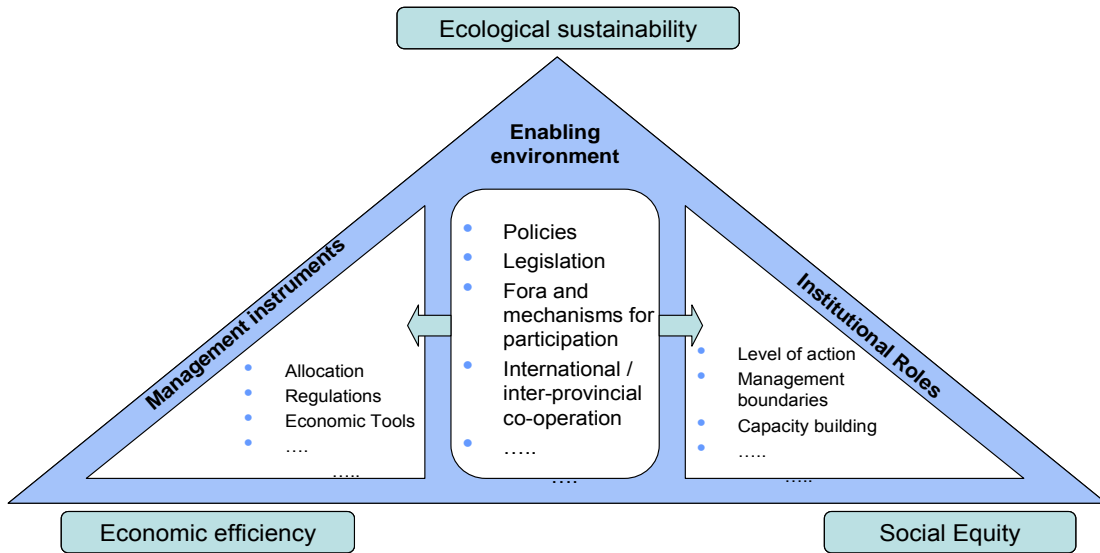 Ecological sustainability
Enabling
environment
Management instruments
Institutional Roles
• Policies
• Legislation
• Fora and
mechanisms for
participation
• International /
inter-provincial
co-operation
• …..
….
• Allocation
• Regulations
• Economic Tools
• ….
…..
• Level of action
• Management
boundaries
• Capacity building
• …..
…..
Economic efficiency
Social Equity